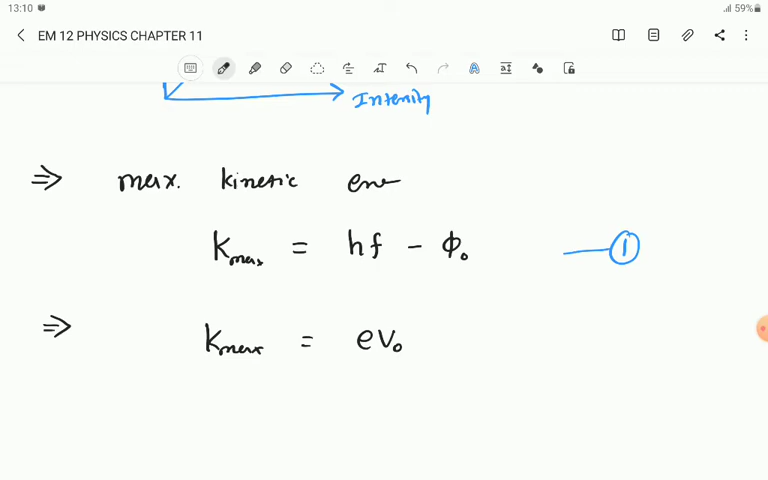 13:10 59%
EM 12 PHYSICS CHAPTER 11
Intensity
⇒ max. kinetic ene
Kmax = hf - ϕ₀ —①
⇒ Kmax = eV₀